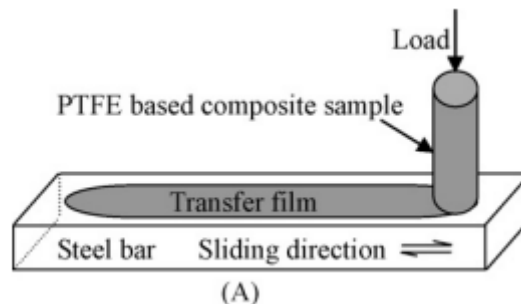 Load
PTFE based composite sample
Transfer film
Steel bar Sliding direction
(A)